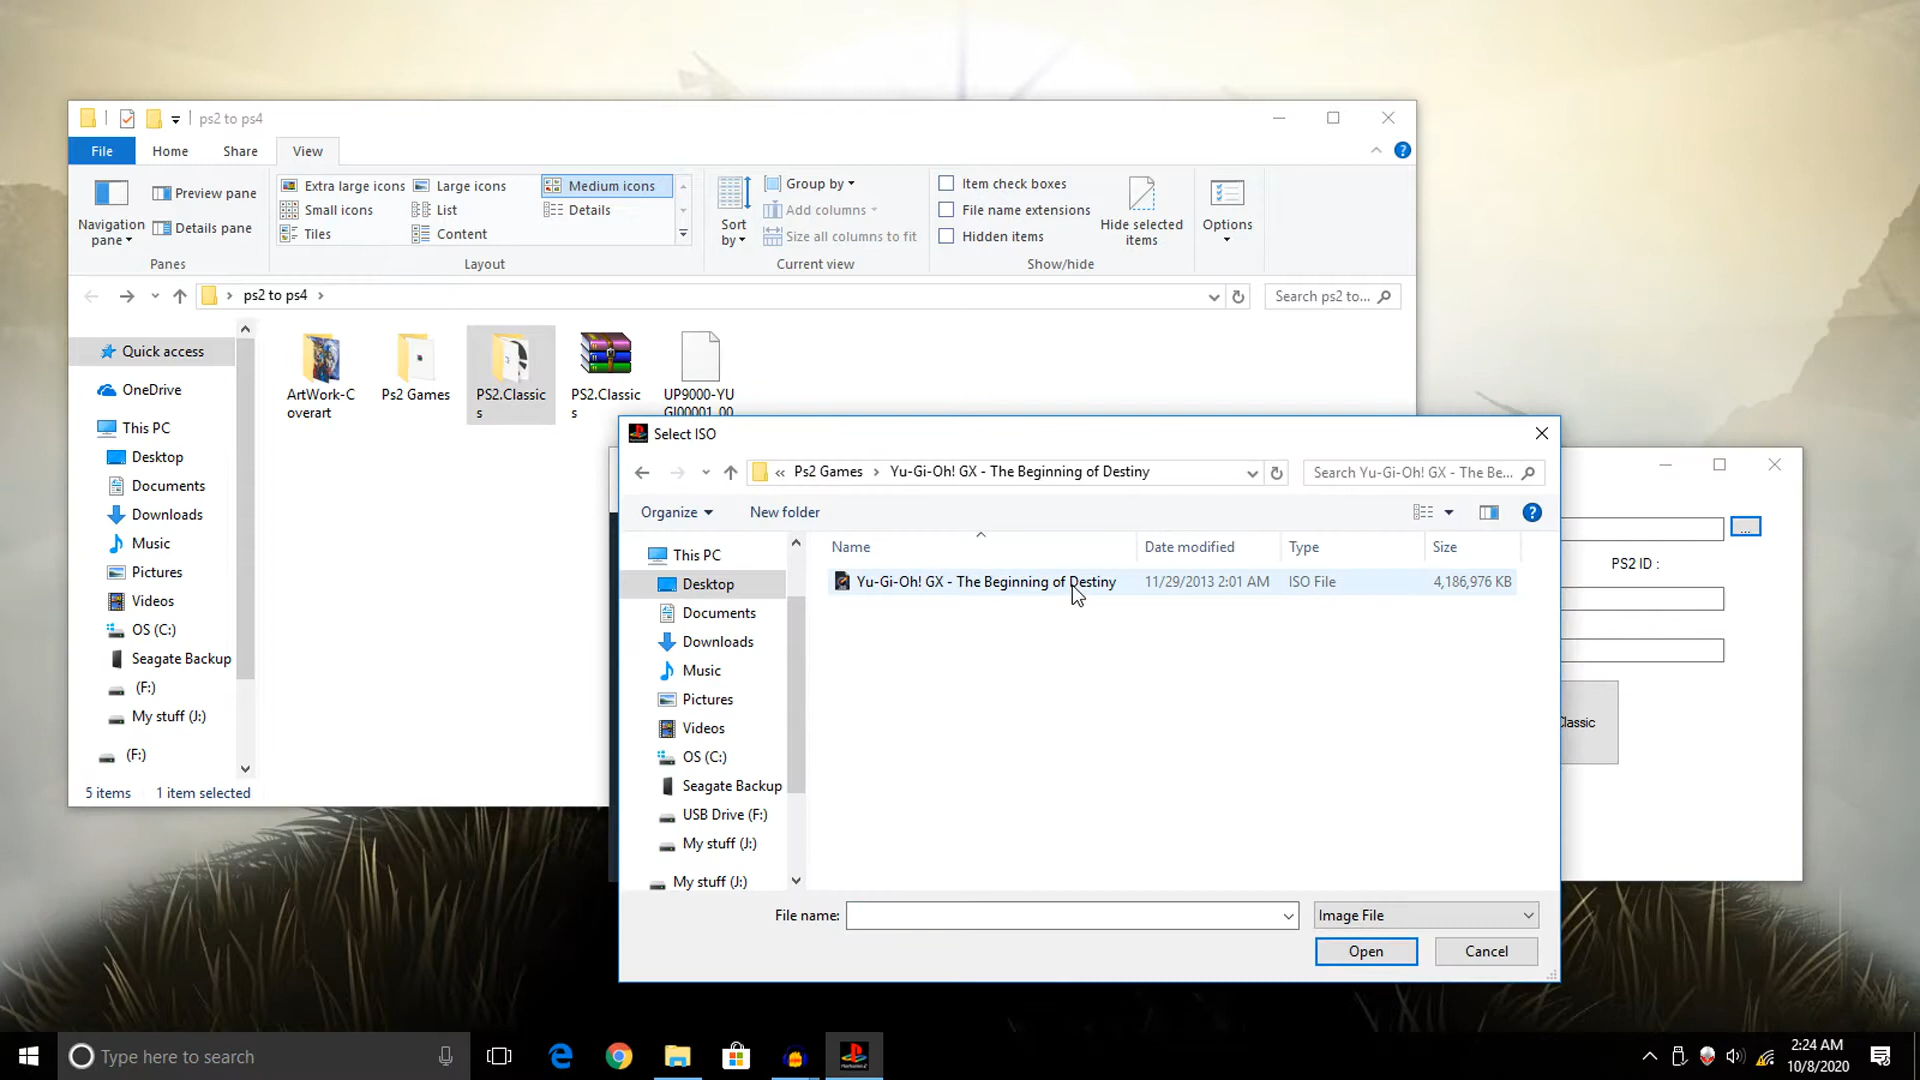 ps2 to ps4
File Home Share View
Navigation pane
Preview pane
Details pane
Panes
Extra large icons Large icons Medium icons
Small icons List Details
Tiles Content
Layout
Sort by
Group by
Add columns
Size all columns to fit
Current view
Item check boxes
File name extensions
Hidden items
Hide selected items
Show/hide
Options
ps2 to ps4
Search ps2 to...
Quick access
OneDrive
This PC
Desktop
Documents
Downloads
Music
Pictures
Videos
OS (C:)
Seagate Backup
(F:)
My stuff (J:)
(F:)
ArtWork-Coverart
Ps2 Games
PS2.Classics
PS2.Classics
UP9000-YUGI00001_00
5 items 1 item selected
Select ISO
« Ps2 Games > Yu-Gi-Oh! GX - The Beginning of Destiny
Search Yu-Gi-Oh! GX - The Be...
Organize New folder
This PC
Desktop
Documents
Downloads
Music
Pictures
Videos
OS (C:)
Seagate Backup
USB Drive (F:)
My stuff (J:)
My stuff (J:)
Name Date modified Type Size
Yu-Gi-Oh! GX - The Beginning of Destiny 11/29/2013 2:01 AM ISO File 4,186,976 KB
File name:
Image File
Open Cancel
...
PS2 ID :
Classic
Type here to search
2:24 AM
10/8/2020